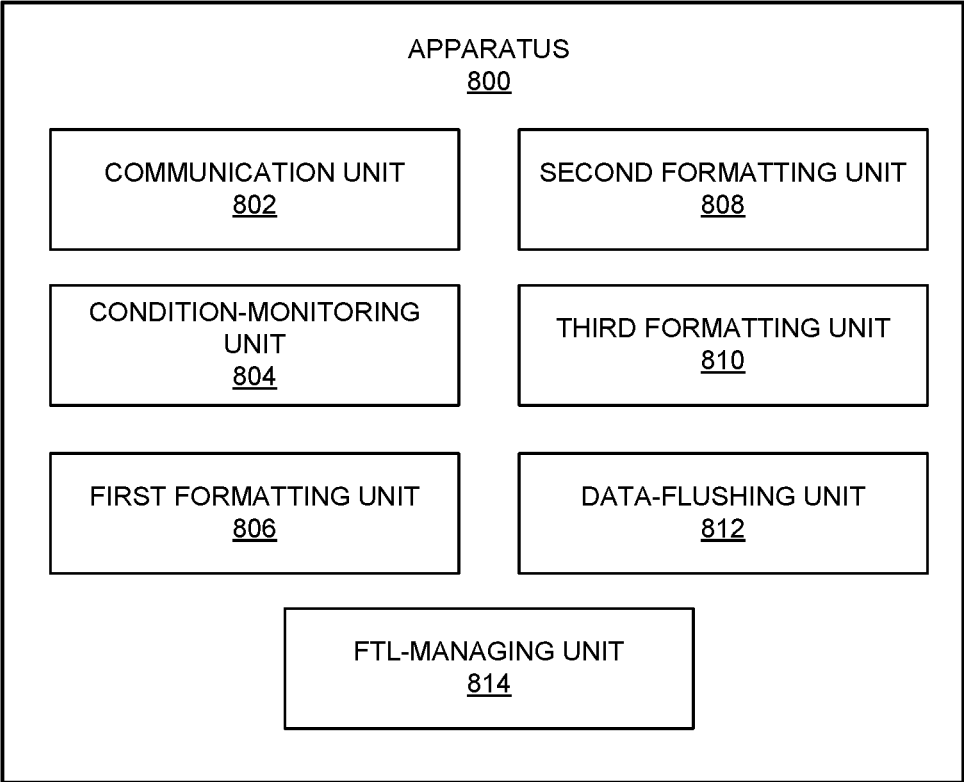 APPARATUS
800
COMMUNICATION UNIT
802
CONDITION-MONITORING
UNIT
804
FIRST FORMATTING UNIT
806
SECOND FORMATTING UNIT
808
THIRD FORMATTING UNIT
810
DATA-FLUSHING UNIT
812
FTL-MANAGING UNIT
814